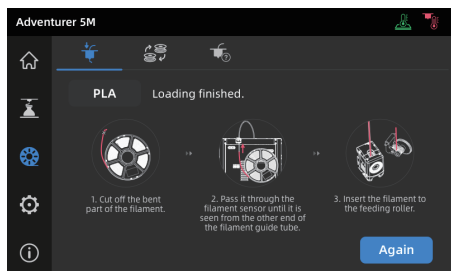 Adventurer 5M
PLA
Loading finished.
1. Cut off the bent
part of the filament.
2. Pass it through the
filament sensor until it is
seen from the other end of
the filament guide tube.
3. Insert the filament to
the feeding roller.
Again